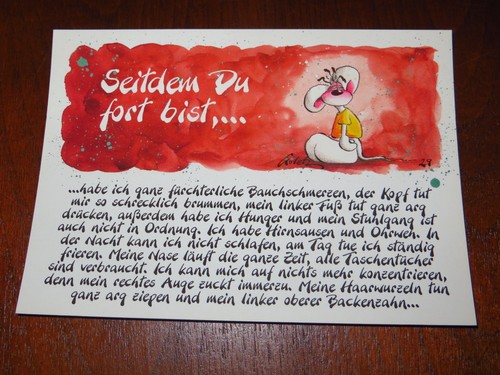 Seitdem Du
fort bist,...
29
...habe ich ganz fürchterliche Bauchschmerzen, der Kopf tut
mir so schrecklich brummen, mein linker Fuß tut ganz arg
drücken, außerdem habe ich Hunger und mein Stuhlgang ist
auch nicht in Ordnung. Ich habe Hirnsausen und Ohrweh. In
der Nacht kann ich nicht schlafen, am Tag tue ich ständig
frieren. Meine Nase läuft die ganze Zeit, alle Taschentücher
sind verbraucht. Ich kann mich auf nichts mehr konzentrieren,
denn mein rechtes Auge zuckt immerzu. Meine Haarwurzeln tun
ganz arg ziepen und mein linker oberer Backenzahn...